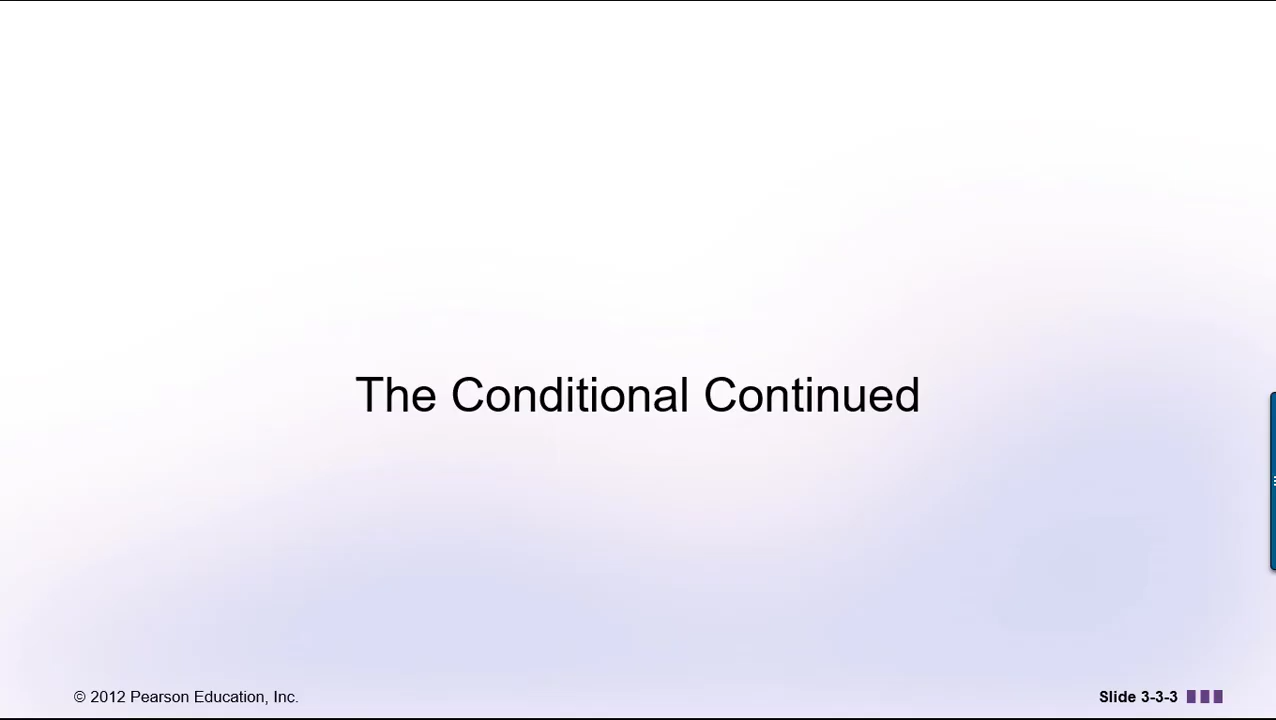 The Conditional Continued
© 2012 Pearson Education, Inc.
Slide 3-3-3